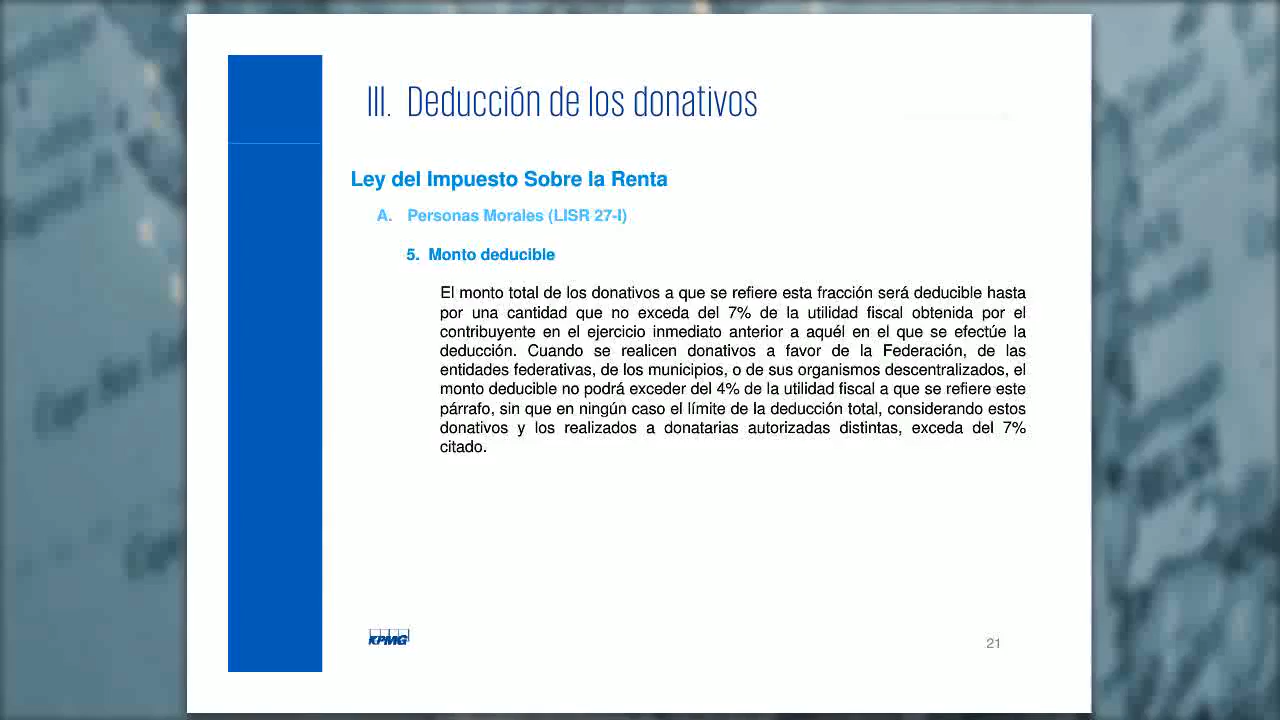 III. Deducción de los donativos
Ley del Impuesto Sobre la Renta
A. Personas Morales (LISR 27-I)
5. Monto deducible
El monto total de los donativos a que se refiere esta fracción será deducible hasta
por una cantidad que no exceda del 7% de la utilidad fiscal obtenida por el
contribuyente en el ejercicio inmediato anterior a aquél en el que se efectúe la
deducción. Cuando se realicen donativos a favor de la Federación, de las
entidades federativas, de los municipios, o de sus organismos descentralizados, el
monto deducible no podrá exceder del 4% de la utilidad fiscal a que se refiere este
párrafo, sin que en ningún caso el límite de la deducción total, considerando estos
donativos y los realizados a donatarias autorizadas distintas, exceda del 7%
citado.
KPMG
21